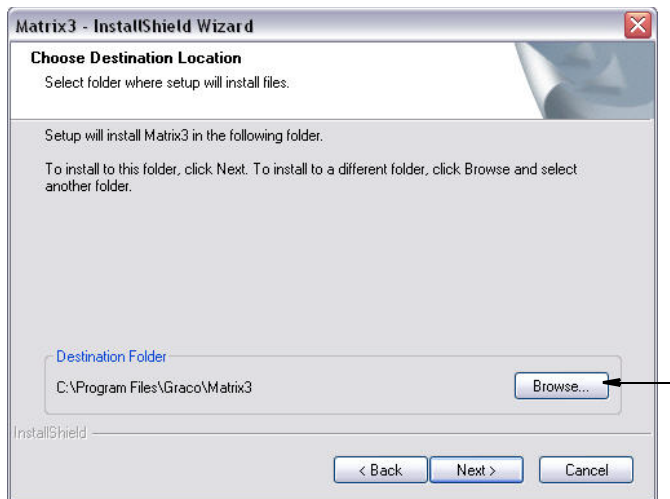 Matrix3 - InstallShield Wizard
Choose Destination Location
Select folder where setup will install files.
Setup will install Matrix3 in the following folder.
To install to this folder, click Next. To install to a different folder, click Browse and select
another folder.
Destination Folder
C:\Program Files\Graco\Matrix3
Browse...
InstallShield
< Back
Next >
Cancel